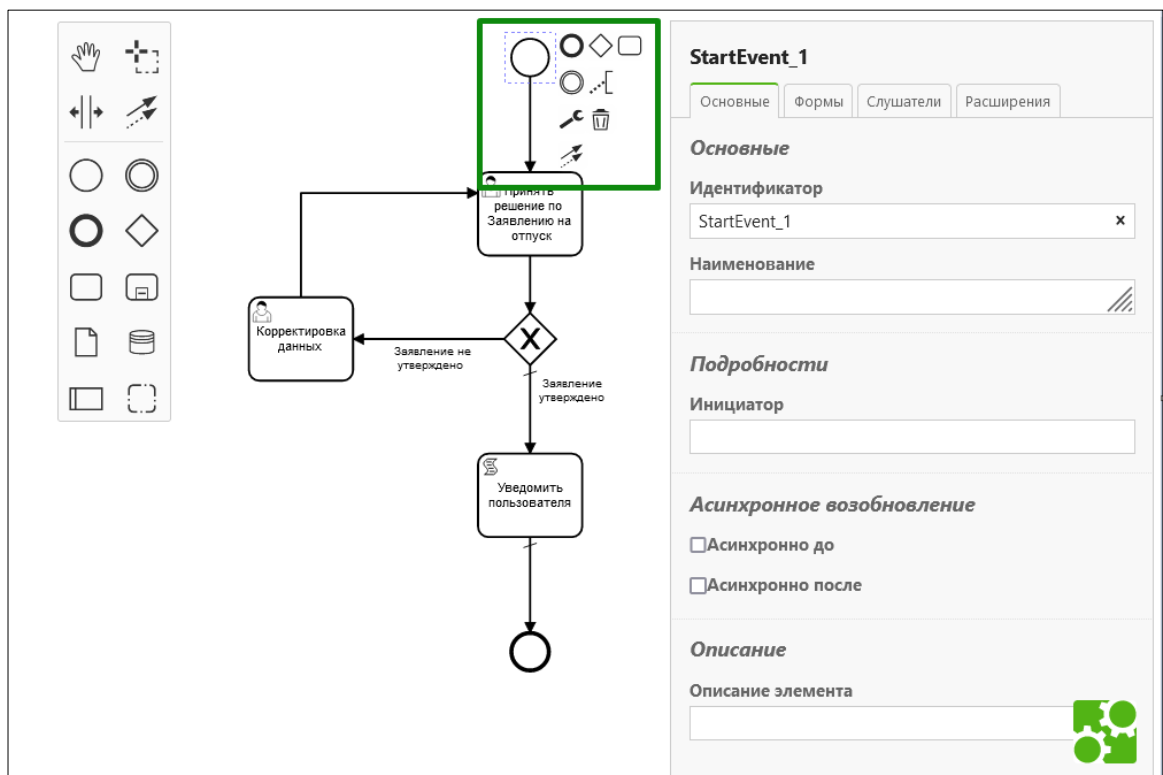 Принять
решение по
Заявлению на
отпуск
Корректировка
данных
Заявление не
утверждено
Заявление
утверждено
Уведомить
пользователя
StartEvent_1
Основные
Формы
Слушатели
Расширения
Основные
Идентификатор
StartEvent_1
Наименование
Подробности
Инициатор
Асинхронное возобновление
Асинхронно до
Асинхронно после
Описание
Описание элемента